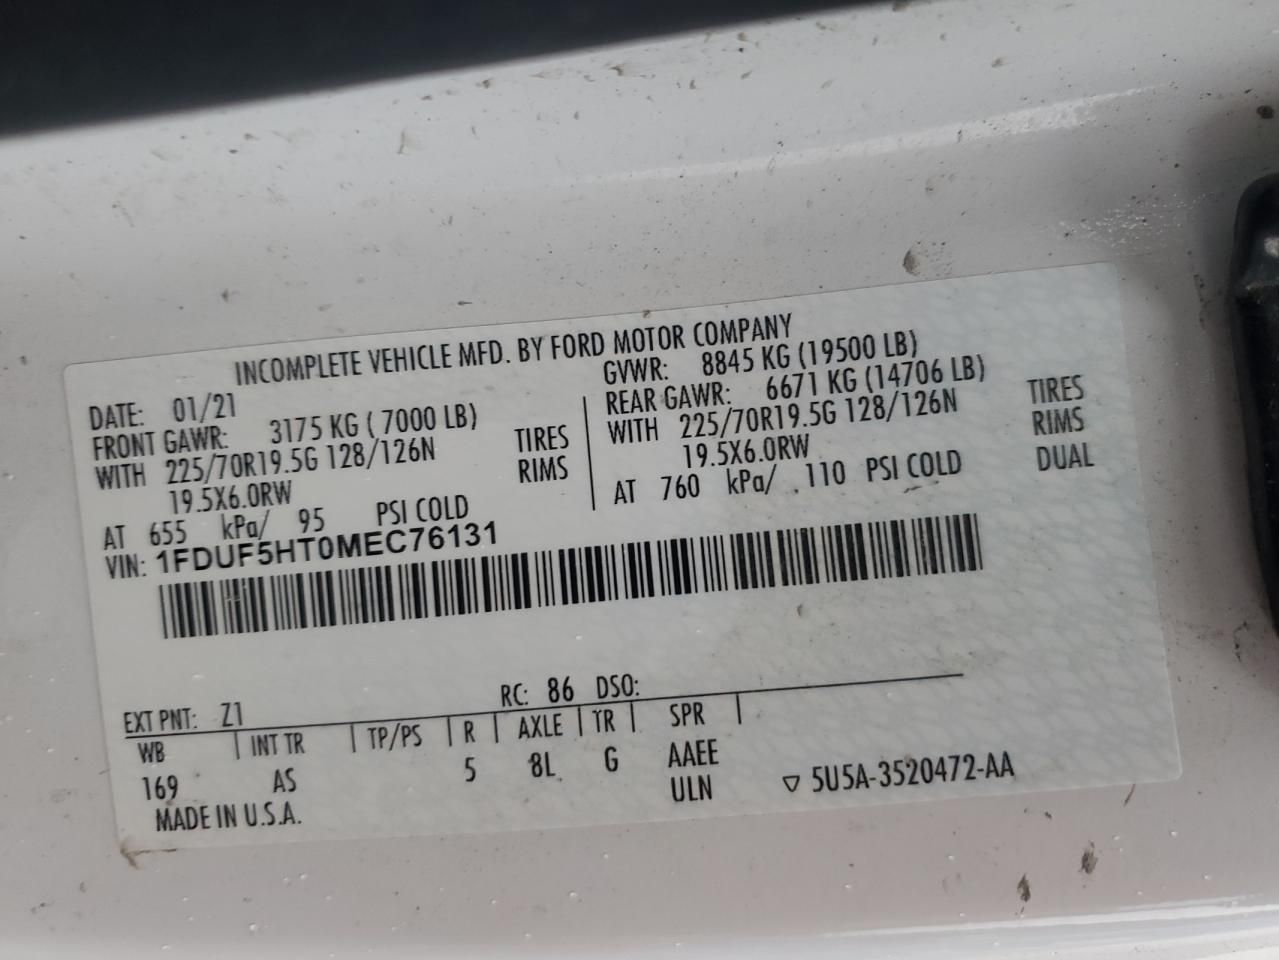 INCOMPLETE VEHICLE MFD. BY FORD MOTOR COMPANY
DATE: 01/21
FRONT GAWR: 3175 KG ( 7000 LB)
WITH 225/70R19.5G 128/126N TIRES
19.5X6.0RW RIMS
AT 655 kPa/ 95 PSI COLD
GVWR: 8845 KG (19500 LB)
REAR GAWR: 6671 KG (14706 LB)
WITH 225/70R19.5G 128/126N TIRES
19.5X6.0RW RIMS
AT 760 kPa/ 110 PSI COLD DUAL
VIN: 1FDUF5HT0MEC76131
EXT PNT: Z1 RC: 86 DSO:
WB | INT TR | TP/PS | R | AXLE | TR | SPR |
169 AS 5 8L G AAEE
ULN
MADE IN U.S.A.
▽ 5U5A-3520472-AA